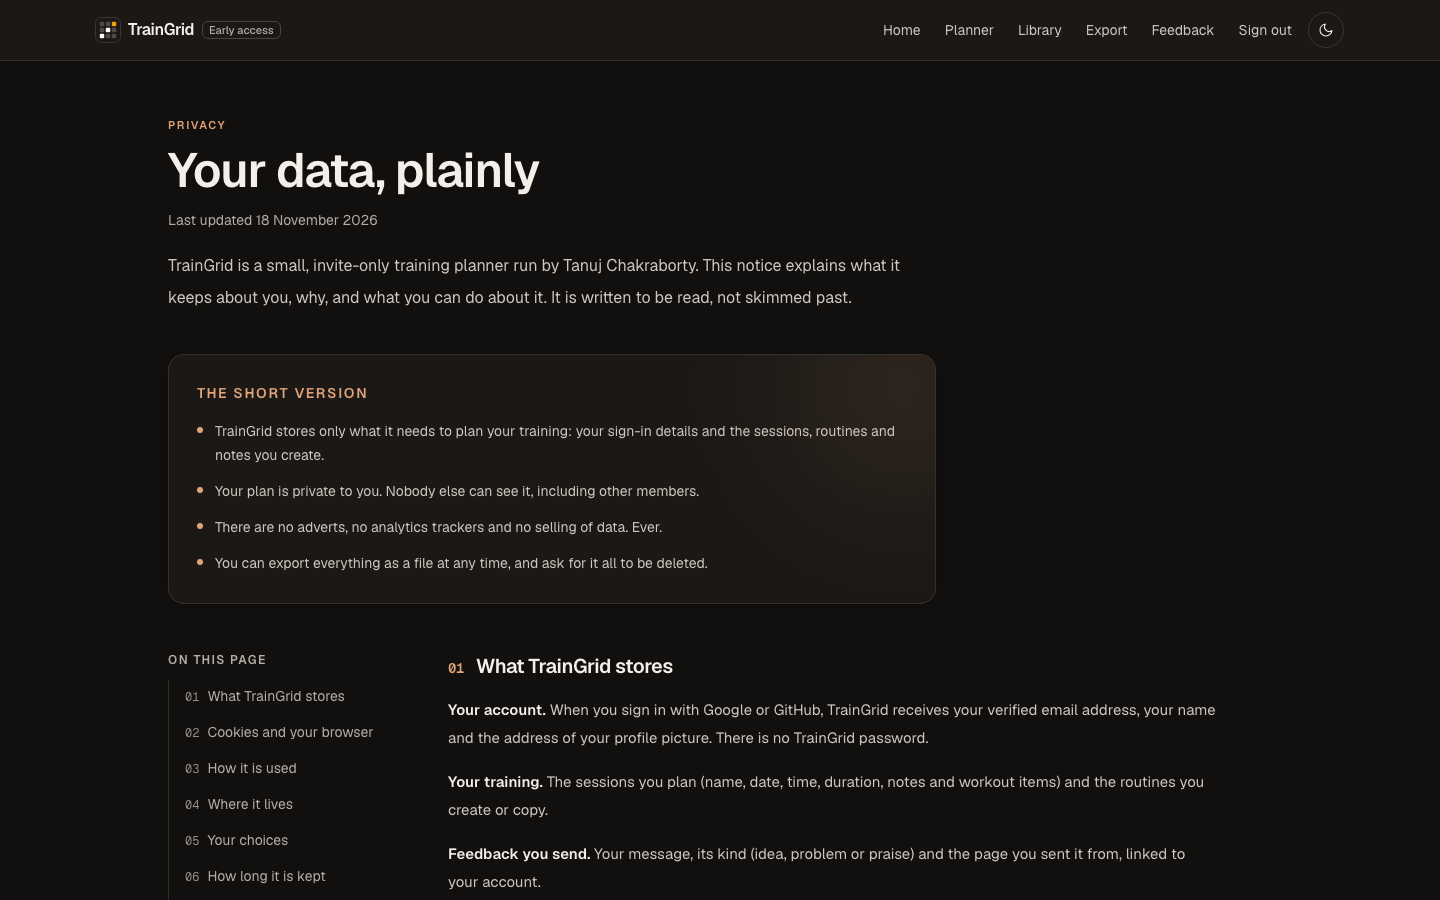 TrainGrid Early access Home Planner Library Export Feedback Sign out
PRIVACY
Your data, plainly
Last updated 18 November 2026
TrainGrid is a small, invite-only training planner run by Tanuj Chakraborty. This notice explains what it
keeps about you, why, and what you can do about it. It is written to be read, not skimmed past.
THE SHORT VERSION
TrainGrid stores only what it needs to plan your training: your sign-in details and the sessions, routines and
notes you create.
Your plan is private to you. Nobody else can see it, including other members.
There are no adverts, no analytics trackers and no selling of data. Ever.
You can export everything as a file at any time, and ask for it all to be deleted.
ON THIS PAGE
01 What TrainGrid stores
02 Cookies and your browser
03 How it is used
04 Where it lives
05 Your choices
06 How long it is kept
01 What TrainGrid stores
Your account. When you sign in with Google or GitHub, TrainGrid receives your verified email address, your name
and the address of your profile picture. There is no TrainGrid password.
Your training. The sessions you plan (name, date, time, duration, notes and workout items) and the routines you
create or copy.
Feedback you send. Your message, its kind (idea, problem or praise) and the page you sent it from, linked to
your account.